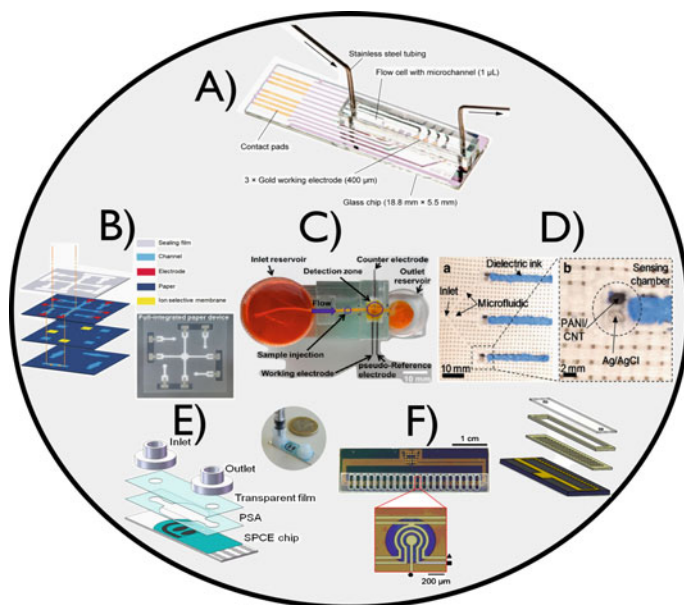 A)
Stainless steel tubing
Flow cell with microchannel (1 µL)
Contact pads
3 × Gold working electrode (400 µm)
Glass chip (18.8 mm × 5.5 mm)
B)
Sealing film
Channel
Electrode
Paper
Ion selective membrane
Full-integrated paper device
C)
Inlet reservoir
Counter electrode
Detection zone
Outlet
reservoir
Flow
Sample injection
Working electrode
pseudo-Reference
electrode
10 mm
D)
a
Dielectric ink
Inlet
Microfluidic
10 mm
b
Sensing
chamber
PANI/
CNT
Ag/AgCl
2 mm
E)
Inlet
Outlet
Transparent film
PSA
SPCE chip
F)
1 cm
200 µm